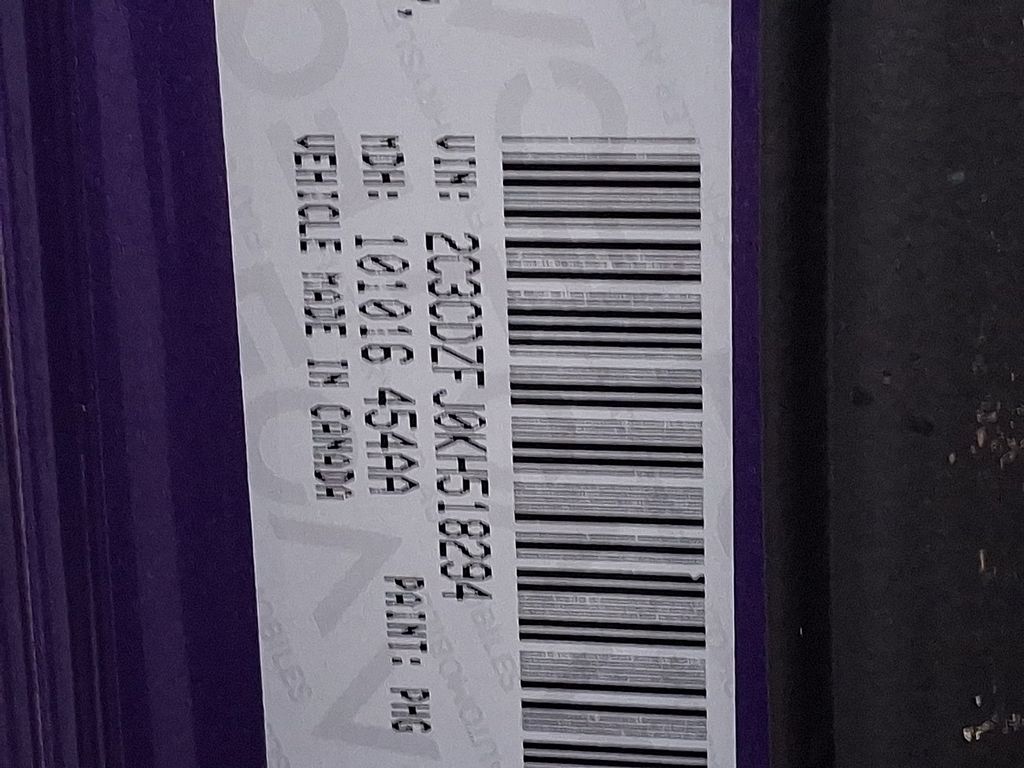 VIN: 2C3CDZFJ0KH518294
MDH: 101016 454AA PAINT: PHG
VEHICLE MADE IN CANADA